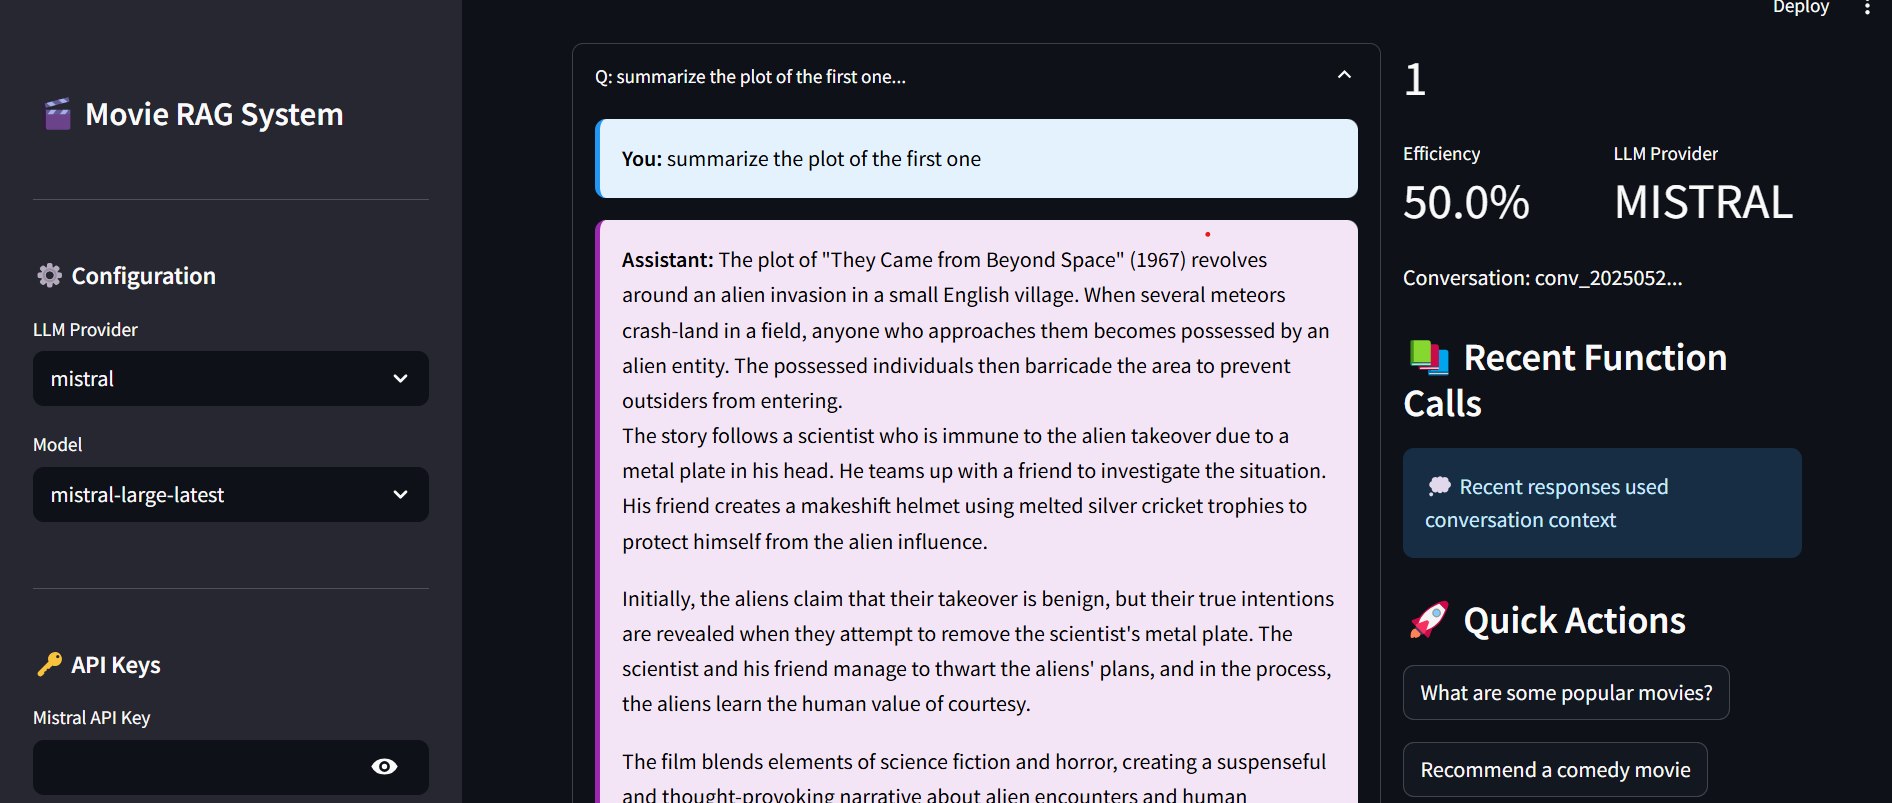 Deploy
Movie RAG System
Configuration
LLM Provider
mistral
Model
mistral-large-latest
API Keys
Mistral API Key
Q: summarize the plot of the first one...
You: summarize the plot of the first one
Assistant: The plot of "They Came from Beyond Space" (1967) revolves
around an alien invasion in a small English village. When several meteors
crash-land in a field, anyone who approaches them becomes possessed by an
alien entity. The possessed individuals then barricade the area to prevent
outsiders from entering.
The story follows a scientist who is immune to the alien takeover due to a
metal plate in his head. He teams up with a friend to investigate the situation.
His friend creates a makeshift helmet using melted silver cricket trophies to
protect himself from the alien influence.
Initially, the aliens claim that their takeover is benign, but their true intentions
are revealed when they attempt to remove the scientist's metal plate. The
scientist and his friend manage to thwart the aliens' plans, and in the process,
the aliens learn the human value of courtesy.
The film blends elements of science fiction and horror, creating a suspenseful
and thought-provoking narrative about alien encounters and human
1
Efficiency
50.0%
LLM Provider
MISTRAL
Conversation: conv_2025052...
Recent Function
Calls
Recent responses used
conversation context
Quick Actions
What are some popular movies?
Recommend a comedy movie